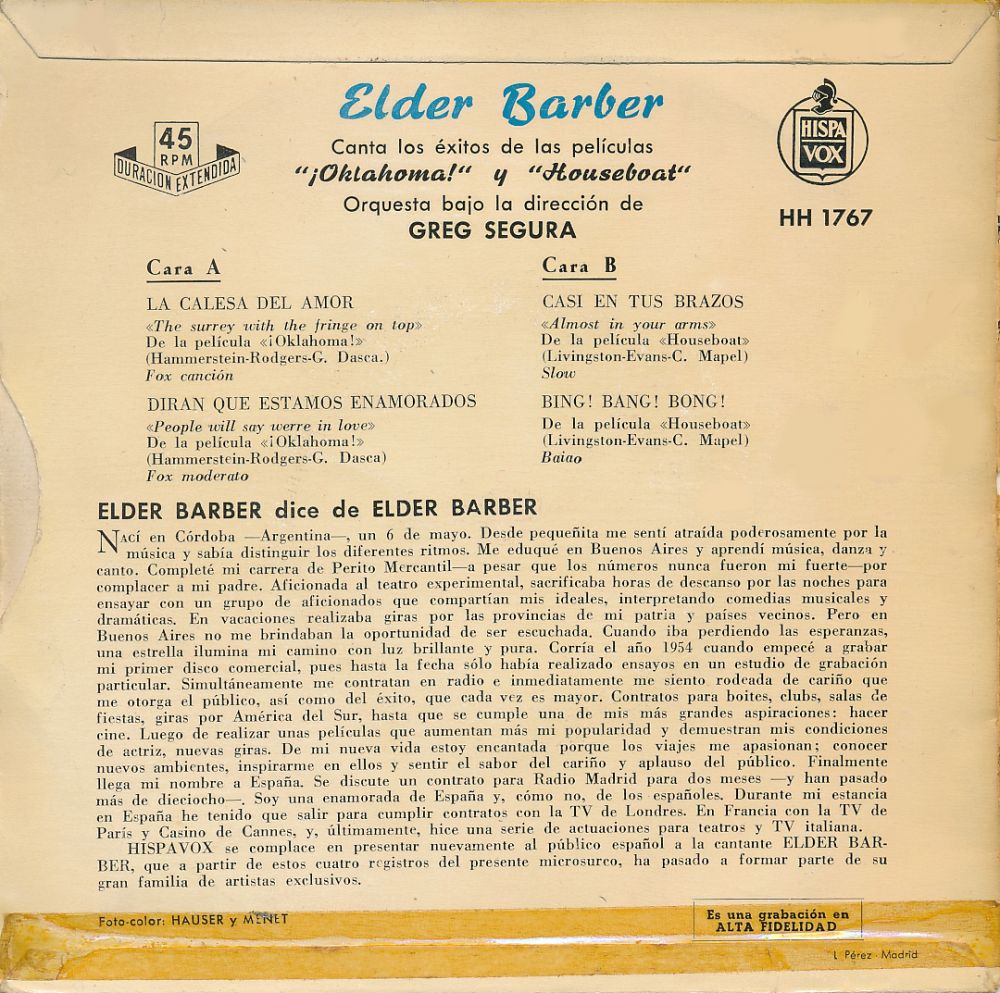 Elder Barber
Canta los éxitos de las películas
"¡Oklahoma!" y "Houseboat"
Orquesta bajo la dirección de
GREG SEGURA
45
RPM
DURACION EXTENDIDA
HISPA
VOX
HH 1767
Cara A
LA CALESA DEL AMOR
«The surrey with the fringe on top»
De la película «¡Oklahoma!»
(Hammerstein-Rodgers-G. Dasca.)
Fox canción
DIRAN QUE ESTAMOS ENAMORADOS
«People will say werre in love»
De la película «¡Oklahoma!»
(Hammerstein-Rodgers-G. Dasca)
Fox moderato
Cara B
CASI EN TUS BRAZOS
«Almost in your arms»
De la película «Houseboat»
(Livingston-Evans-C. Mapel)
Slow
BING! BANG! BONG!
De la película «Houseboat»
(Livingston-Evans-C. Mapel)
Baiao
ELDER BARBER dice de ELDER BARBER
Nací en Córdoba —Argentina—, un 6 de mayo. Desde pequeñita me sentí atraída poderosamente por la
música y sabía distinguir los diferentes ritmos. Me eduqué en Buenos Aires y aprendí música, danza y
canto. Completé mi carrera de Perito Mercantil—a pesar que los números nunca fueron mi fuerte—por
complacer a mi padre. Aficionada al teatro experimental, sacrificaba horas de descanso por las noches para
ensayar con un grupo de aficionados que compartían mis ideales, interpretando comedias musicales y
dramáticas. En vacaciones realizaba giras por las provincias de mi patria y países vecinos. Pero en
Buenos Aires no me brindaban la oportunidad de ser escuchada. Cuando iba perdiendo las esperanzas,
una estrella ilumina mi camino con luz brillante y pura. Corría el año 1954 cuando empecé a grabar
mi primer disco comercial, pues hasta la fecha sólo había realizado ensayos en un estudio de grabación
particular. Simultáneamente me contratan en radio e inmediatamente me siento rodeada de cariño que
me otorga el público, así como del éxito, que cada vez es mayor. Contratos para boites, clubs, salas de
fiestas, giras por América del Sur, hasta que se cumple una de mis más grandes aspiraciones: hacer
cine. Luego de realizar unas películas que aumentan más mi popularidad y demuestran mis condiciones
de actriz, nuevas giras. De mi nueva vida estoy encantada porque los viajes me apasionan; conocer
nuevos ambientes, inspirarme en ellos y sentir el sabor del cariño y aplauso del público. Finalmente
llega mi nombre a España. Se discute un contrato para Radio Madrid para dos meses —y han pasado
más de dieciocho—. Soy una enamorada de España y, cómo no, de los españoles. Durante mi estancia
en España he tenido que salir para cumplir contratos con la TV de Londres. En Francia con la TV de
París y Casino de Cannes, y, últimamente, hice una serie de actuaciones para teatros y TV italiana.
HISPAVOX se complace en presentar nuevamente al público español a la cantante ELDER BAR-
BER, que a partir de estos cuatro registros del presente microsurco, ha pasado a formar parte de su
gran familia de artistas exclusivos.
Foto-color: HAUSER y MENET
Es una grabación en
ALTA FIDELIDAD
I. Pérez - Madrid